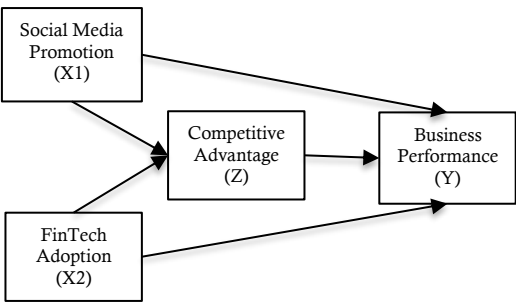 Social Media
Promotion
(X1)
Competitive
Advantage
(Z)
Business
Performance
(Y)
FinTech
Adoption
(X2)